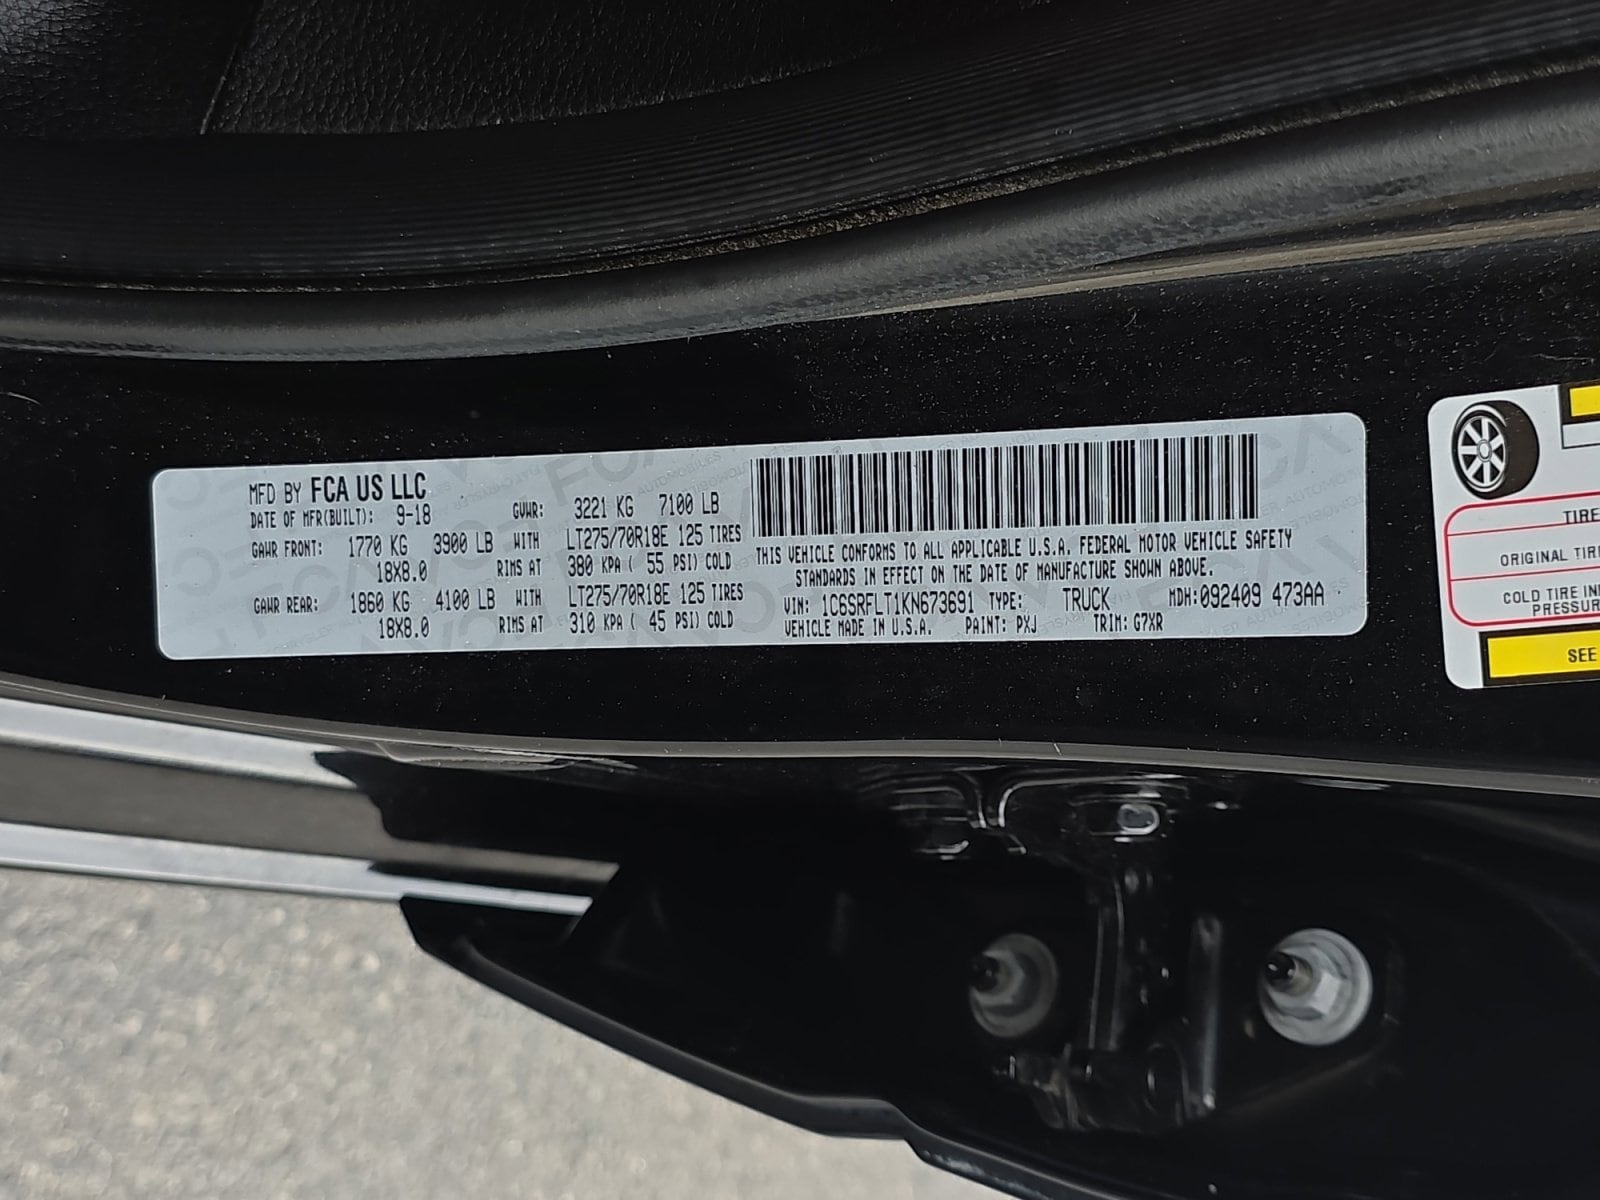 MFD BY FCA US LLC
DATE OF MFR(BUILT): 9-18 GVWR: 3221 KG 7100 LB
GAWR FRONT: 1770 KG 3900 LB WITH LT275/70R18E 125 TIRES
18X8.0 RIMS AT 380 KPA ( 55 PSI) COLD
GAWR REAR: 1860 KG 4100 LB WITH LT275/70R18E 125 TIRES
18X8.0 RIMS AT 310 KPA ( 45 PSI) COLD
THIS VEHICLE CONFORMS TO ALL APPLICABLE U.S.A. FEDERAL MOTOR VEHICLE SAFETY
STANDARDS IN EFFECT ON THE DATE OF MANUFACTURE SHOWN ABOVE.
VIN: 1C6SRFLT1KN673691 TYPE: TRUCK MDH:092409 473AA
VEHICLE MADE IN U.S.A. PAINT: PXJ TRIM: G7XR
TIRE
ORIGINAL TIR
COLD TIRE IN
PRESSUR
SEE